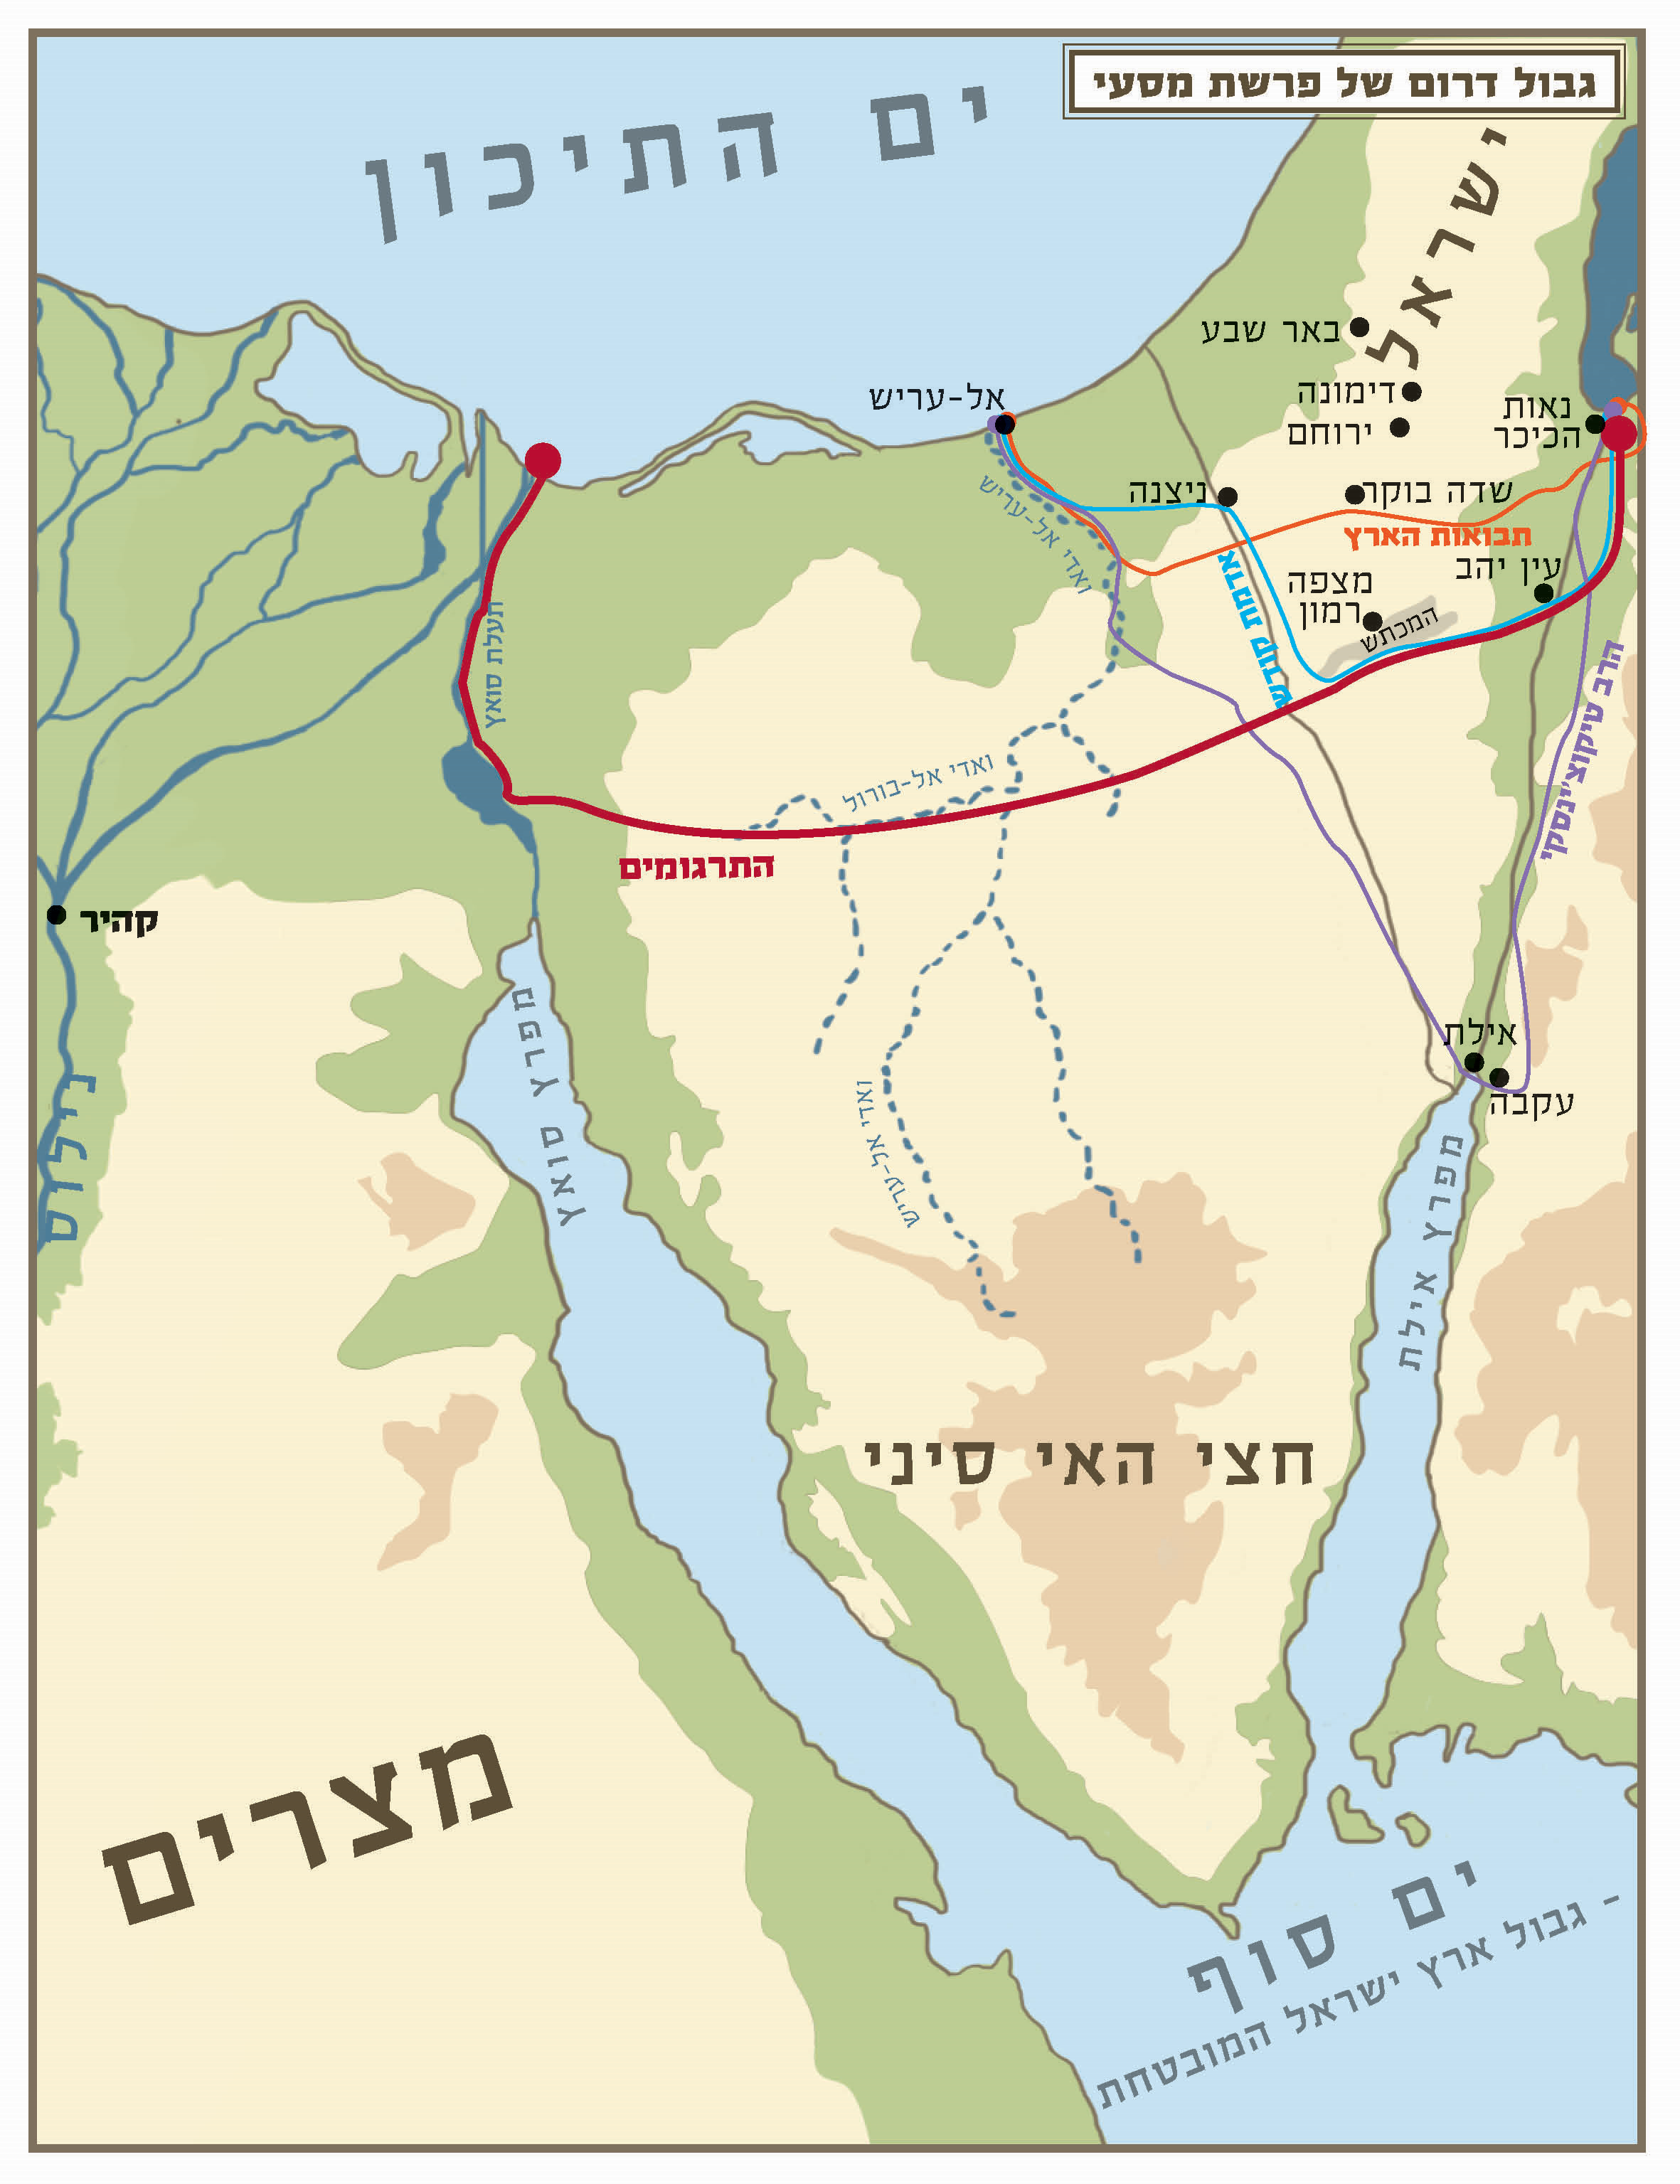 גבול דרום של פרשת מסעי
ים התיכון
ישראל
באר שבע
דימונה
ירוחם
נאות
הכיכר
אל-עריש
ניצנה
שדה בוקר
תבואות הארץ
ואדי אל-עריש
עין יהב
מצפה
רמון
המכתש
אדמת קודש
הרב טיקוצ'ינסקי
תעלת סואץ
ואדי אל-בורול
התרגומים
קהיר
מפרץ סואץ
אילת
עקבה
נילוס
ואדי אל-עריש
מפרץ אילת
חצי האי סיני
מצרים
ים סוף
- גבול ארץ ישראל המובטחת